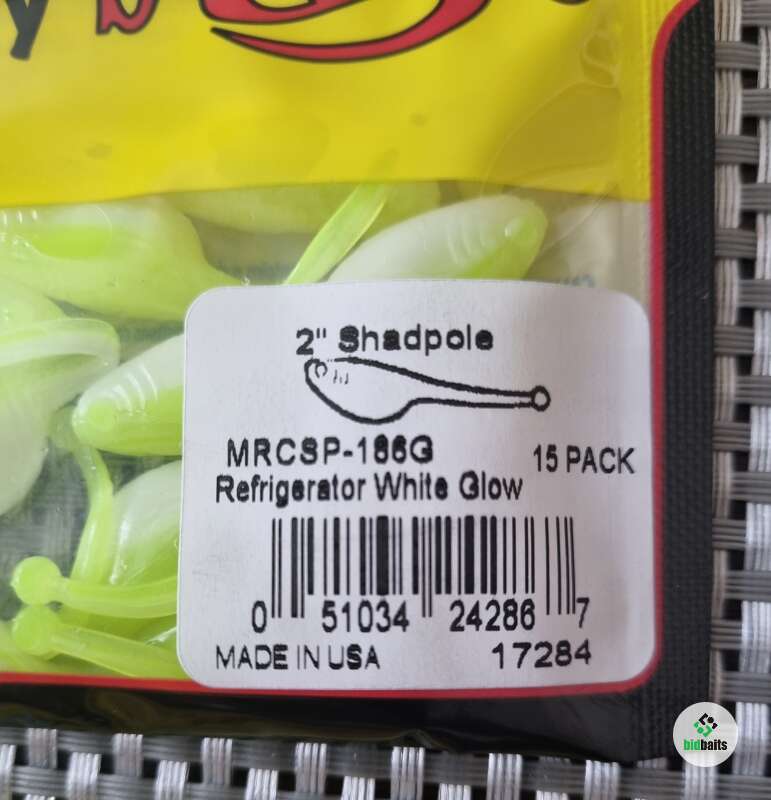 2" Shadpole
MRCSP-186G
15 PACK
Refrigerator White Glow
0 51034 24286 7
MADE IN USA
17284
bidbaits